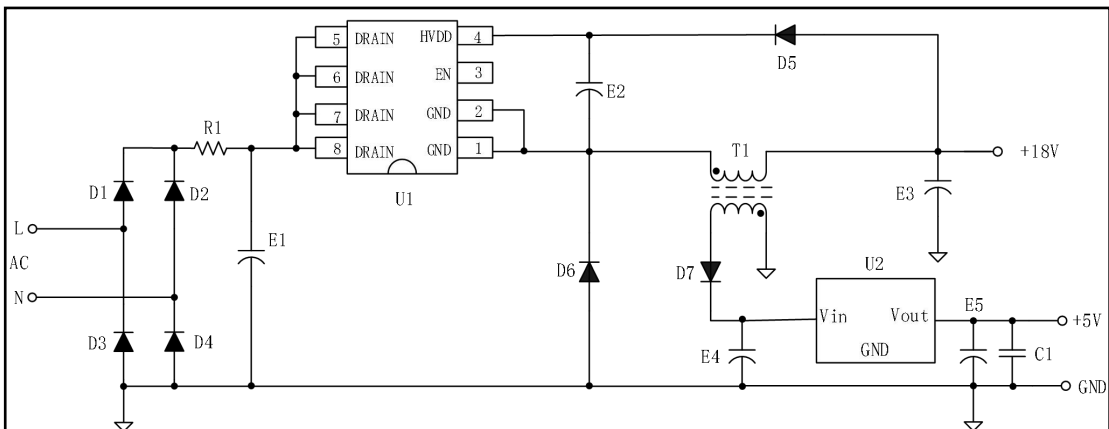 5 DRAIN HVDD 4
D5
6 DRAIN EN 3
E2
7 DRAIN GND 2
R1
8 DRAIN GND 1
T1
+18V
U1
D1
D2
E3
L
E1
AC
D6
D7
U2
N
Vin Vout
E5
+5V
D3
D4
E4
GND
C1
GND